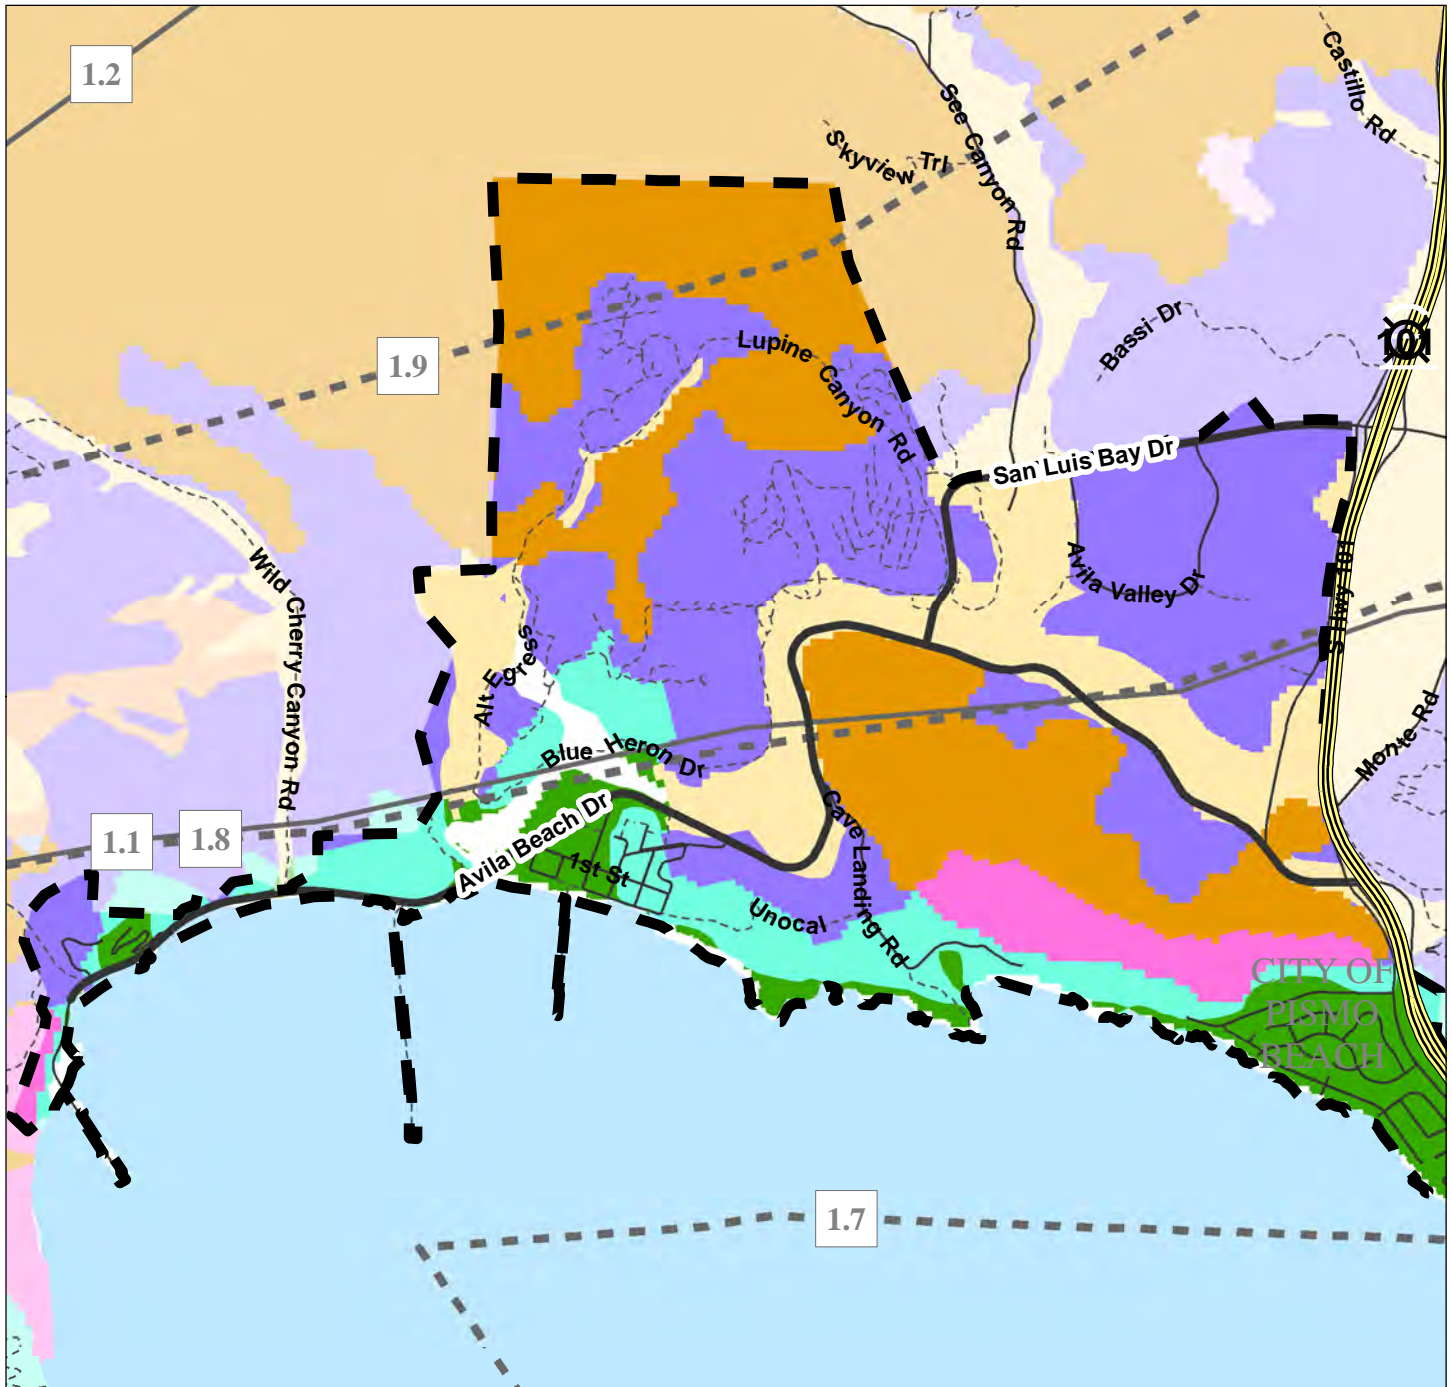 1.2
Castillo Rd
See Canyon Rd
Skyview Trl
Bassi Dr
101
Lupine Canyon Rd
1.9
San Luis Bay Dr
Wild Cherry Canyon Rd
Avila Valley Dr
S Hwy 101
Alt Egress
Blue Heron Dr
Monte Rd
1.1
1.8
Avila Beach Dr
1st St
Cave Landing Rd
Unocal
CITY OF
PISMO
BEACH
1.7